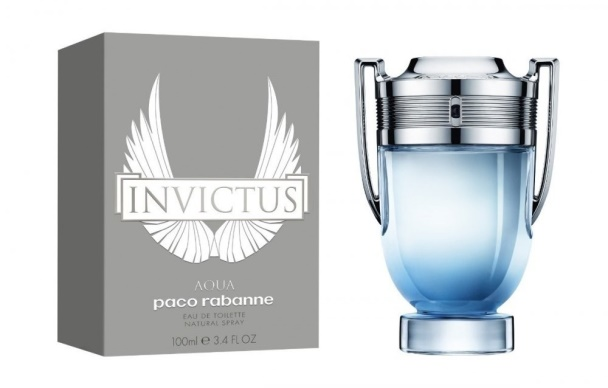 INVICTUS
AQUA
paco rabanne
EAU DE TOILETTE
NATURAL SPRAY
100ml ℮ 3.4 FL OZ